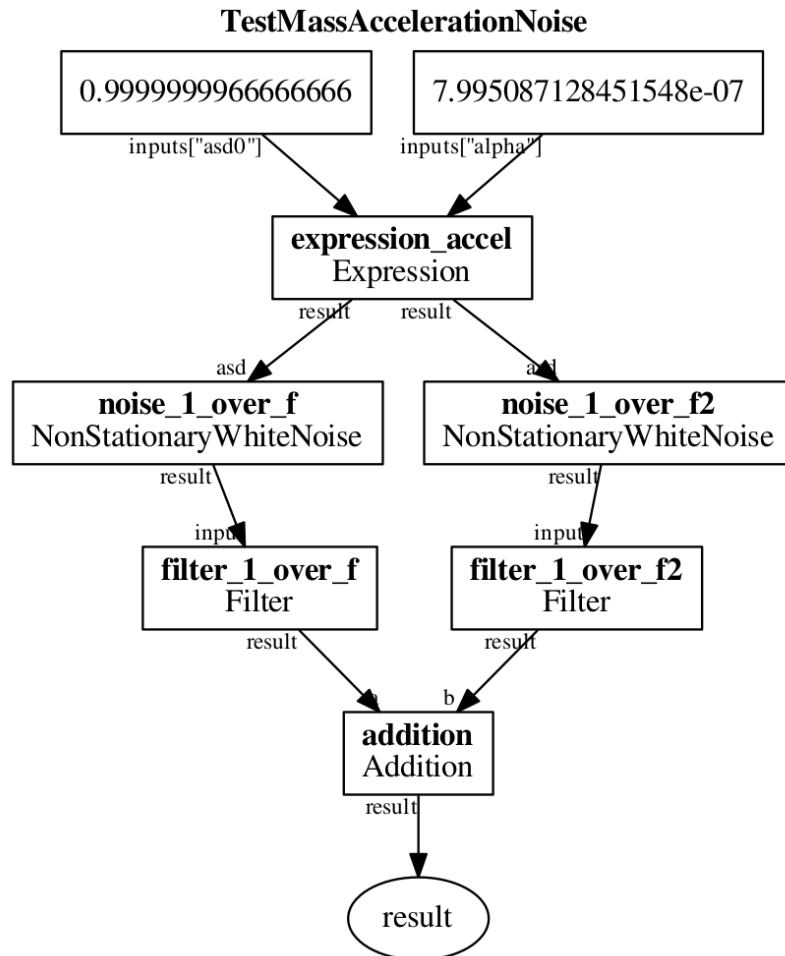 TestMassAccelerationNoise
0.9999999966666666
7.995087128451548e-07
inputs["asd0"]
inputs["alpha"]
expression_accel
Expression
result
result
asd
asd
noise_1_over_f
NonStationaryWhiteNoise
noise_1_over_f2
NonStationaryWhiteNoise
result
result
input
input
filter_1_over_f
Filter
filter_1_over_f2
Filter
result
result
a
b
addition
Addition
result
result